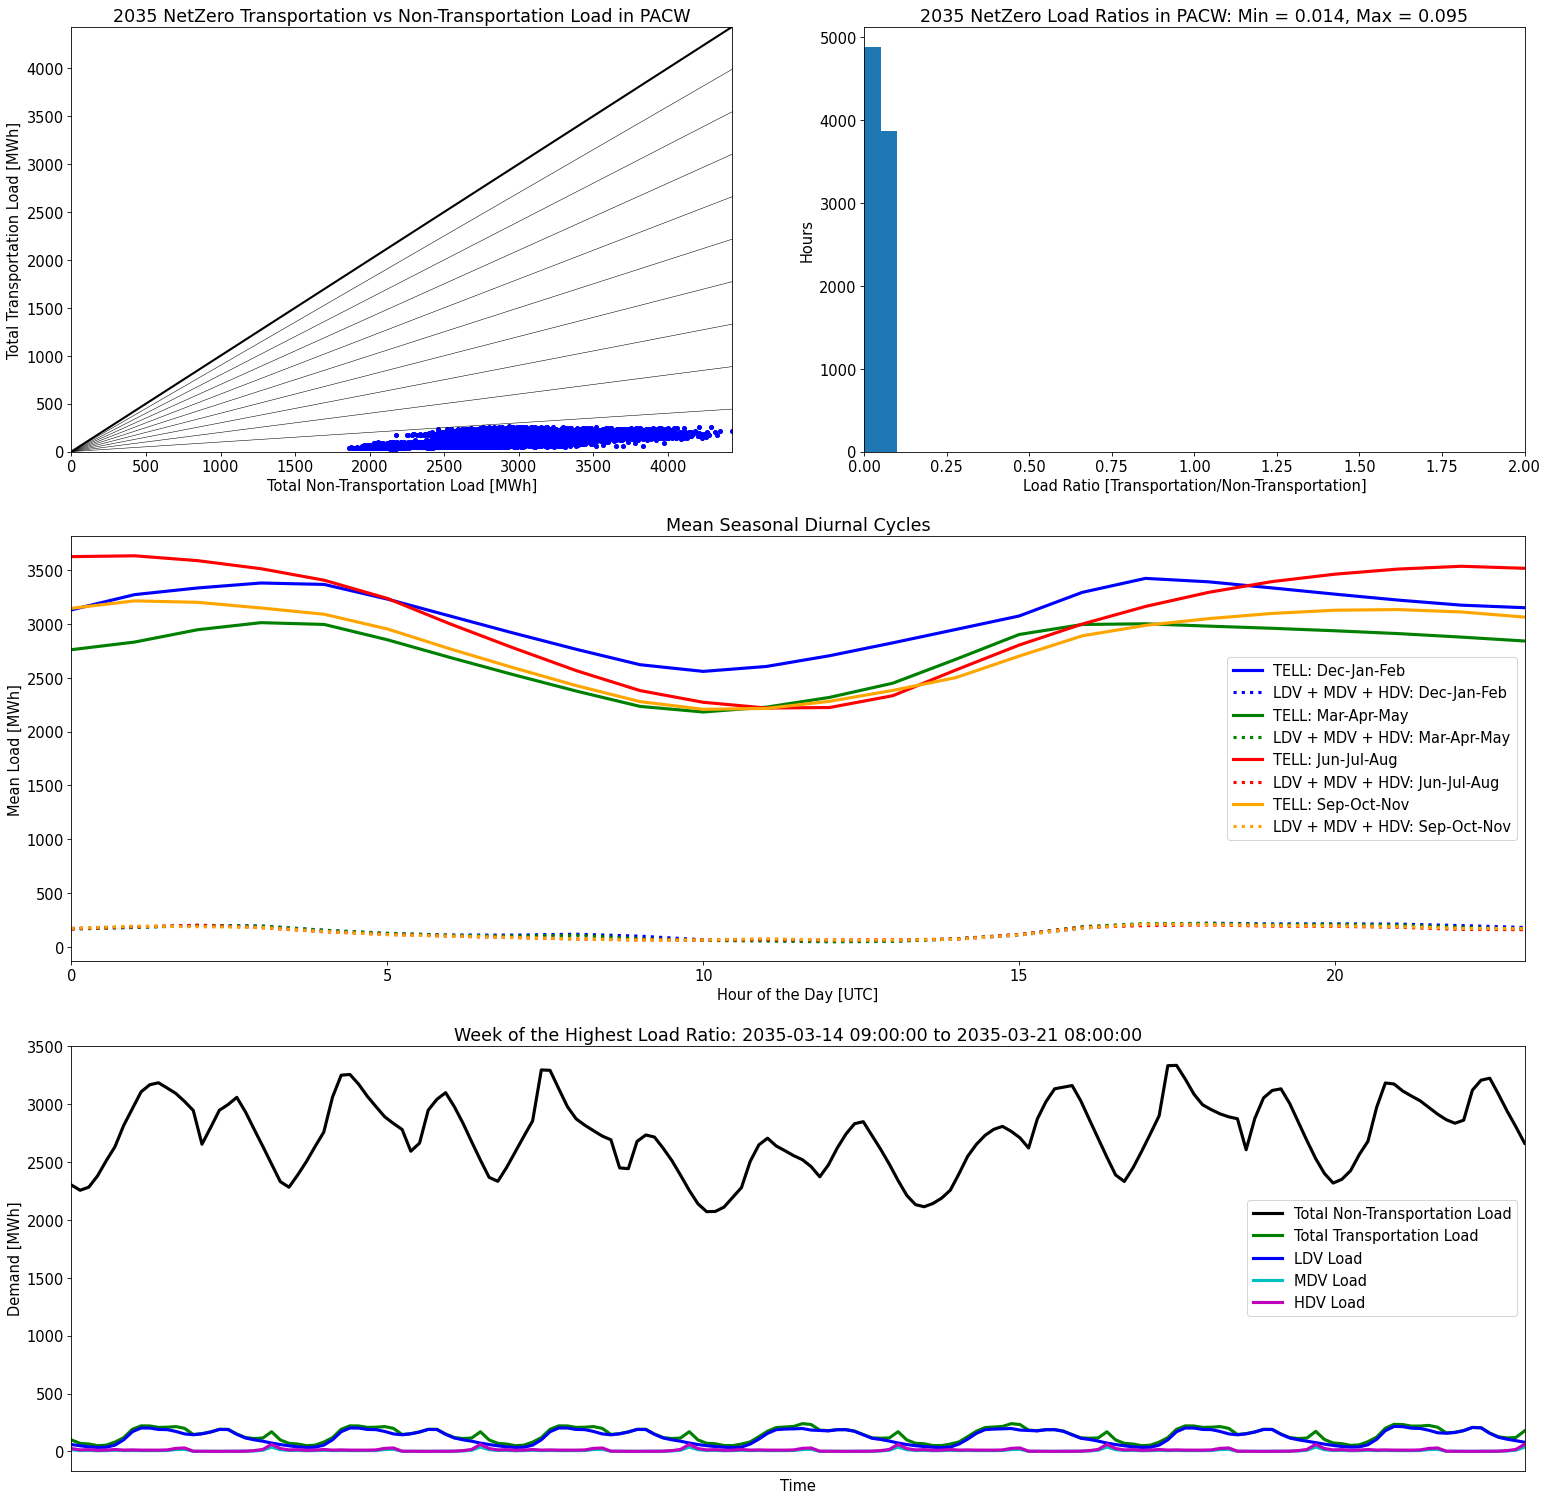 2035 NetZero Transportation vs Non-Transportation Load in PACW
4000
3500
3000
2500
2000
1500
1000
500
0
Total Transportation Load [MWh]
0 500 1000 1500 2000 2500 3000 3500 4000
Total Non-Transportation Load [MWh]
2035 NetZero Load Ratios in PACW: Min = 0.014, Max = 0.095
5000
4000
3000
2000
1000
0
Hours
0.00 0.25 0.50 0.75 1.00 1.25 1.50 1.75 2.00
Load Ratio [Transportation/Non-Transportation]
Mean Seasonal Diurnal Cycles
3500
3000
2500
2000
1500
1000
500
0
Mean Load [MWh]
TELL: Dec-Jan-Feb
LDV + MDV + HDV: Dec-Jan-Feb
TELL: Mar-Apr-May
LDV + MDV + HDV: Mar-Apr-May
TELL: Jun-Jul-Aug
LDV + MDV + HDV: Jun-Jul-Aug
TELL: Sep-Oct-Nov
LDV + MDV + HDV: Sep-Oct-Nov
0 5 10 15 20
Hour of the Day [UTC]
Week of the Highest Load Ratio: 2035-03-14 09:00:00 to 2035-03-21 08:00:00
3500
3000
2500
2000
1500
1000
500
0
Demand [MWh]
Total Non-Transportation Load
Total Transportation Load
LDV Load
MDV Load
HDV Load
Time